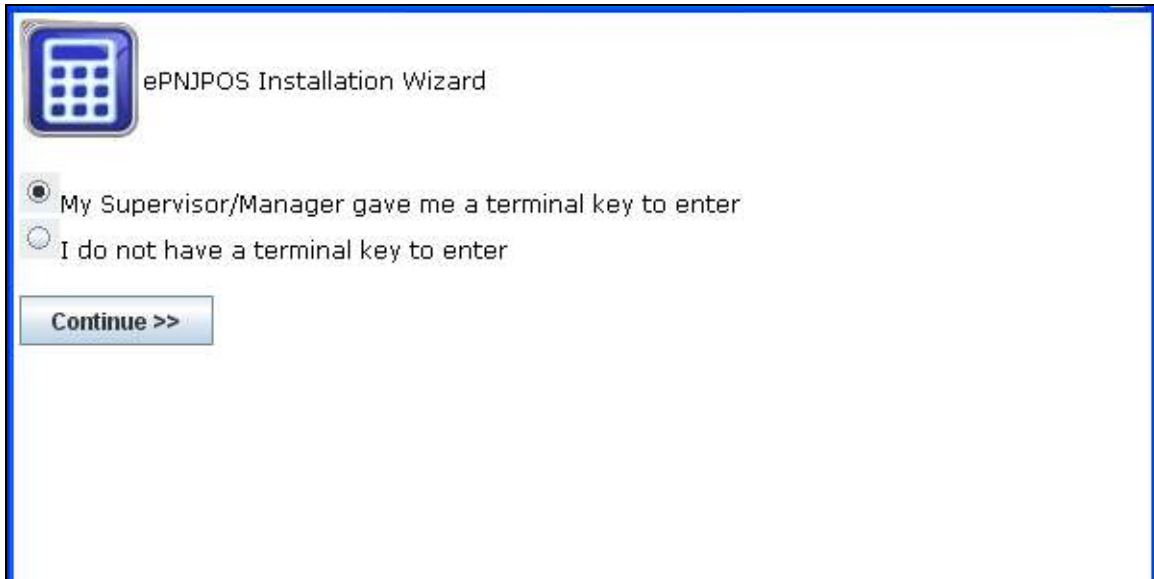 ePNJPOS Installation Wizard
My Supervisor/Manager gave me a terminal key to enter
I do not have a terminal key to enter
Continue >>